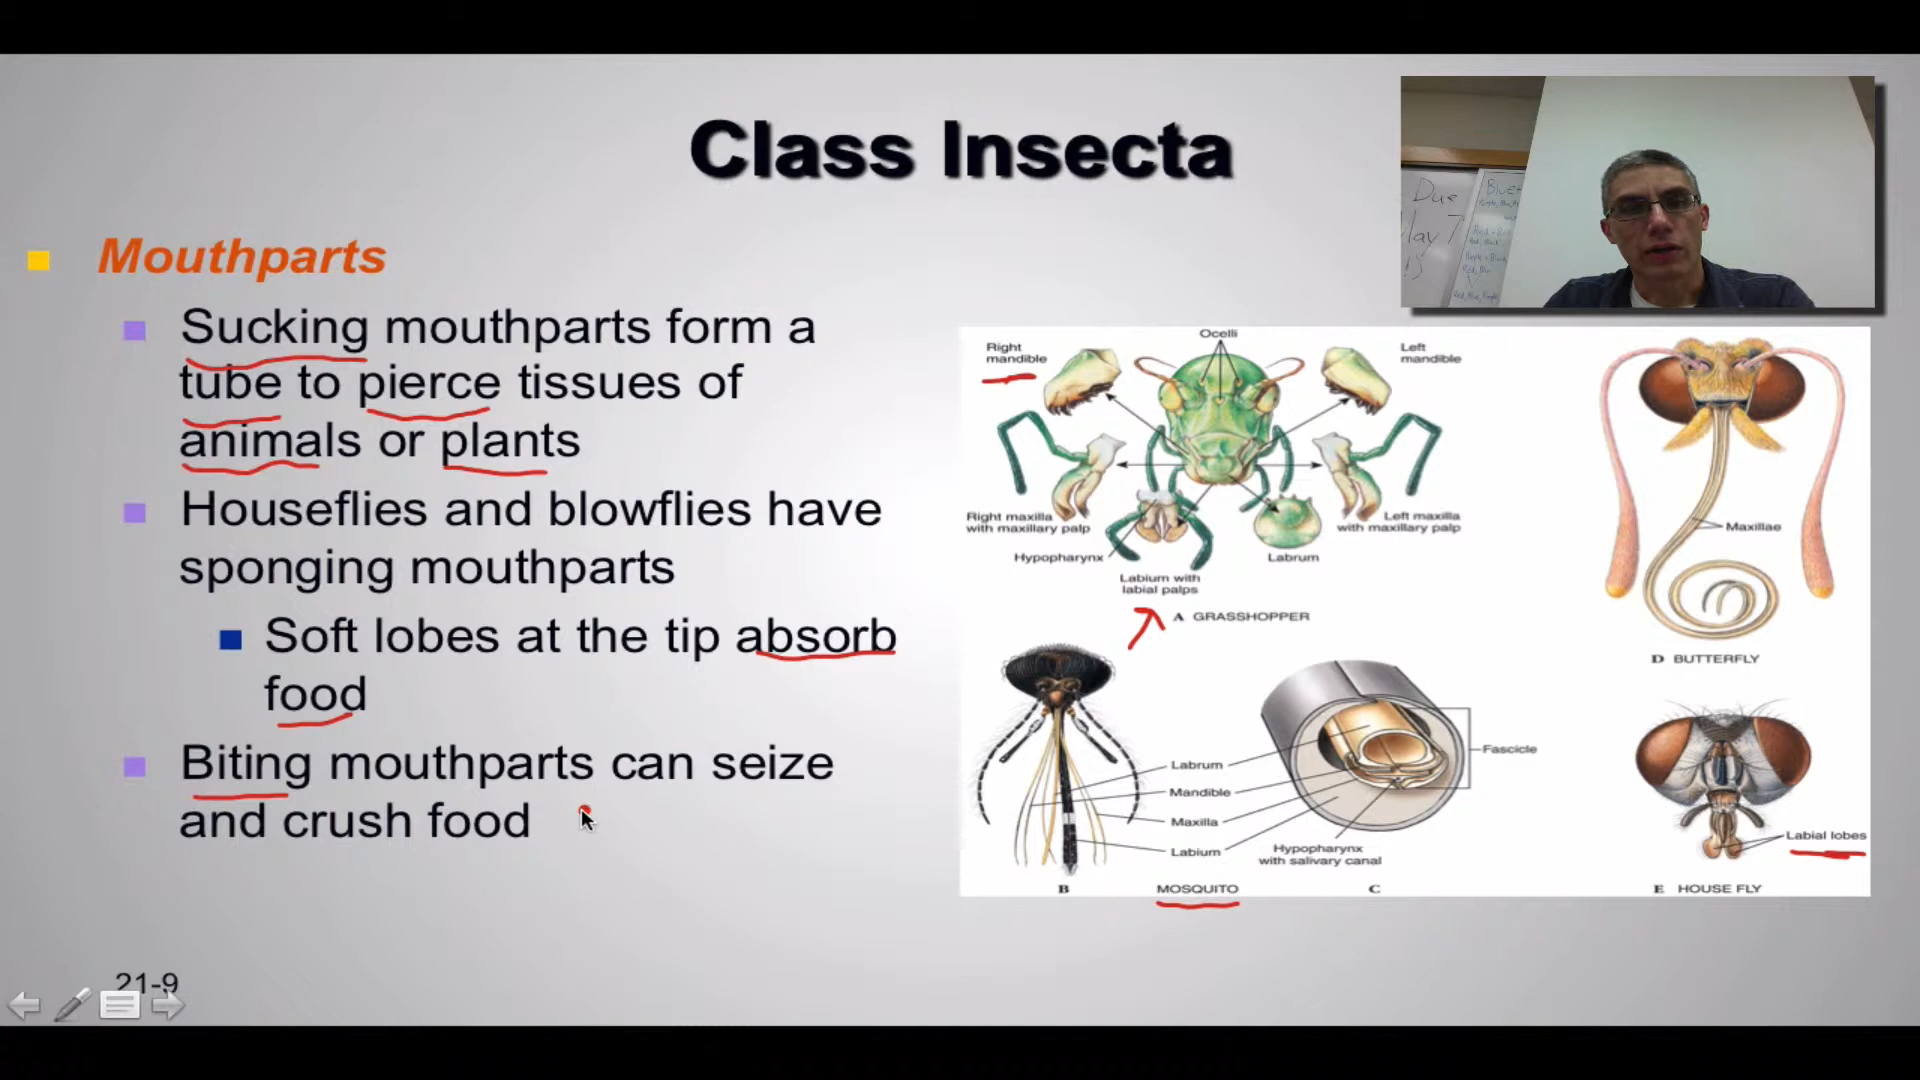 Class Insecta
Mouthparts
Sucking mouthparts form a
tube to pierce tissues of
animals or plants
Houseflies and blowflies have
sponging mouthparts
Soft lobes at the tip absorb
food
Biting mouthparts can seize
and crush food
21-9
Due
May 7
Ocelli
Right
mandible
Left
mandible
Right maxilla
with maxillary palp
Left maxilla
with maxillary palp
Hypopharynx
Labrum
Labium with
labial palps
A GRASSHOPPER
Maxillae
D BUTTERFLY
Labrum
Mandible
Maxilla
Labium
Fascicle
Hypopharynx
with salivary canal
B
MOSQUITO
C
Labial lobes
E HOUSE FLY